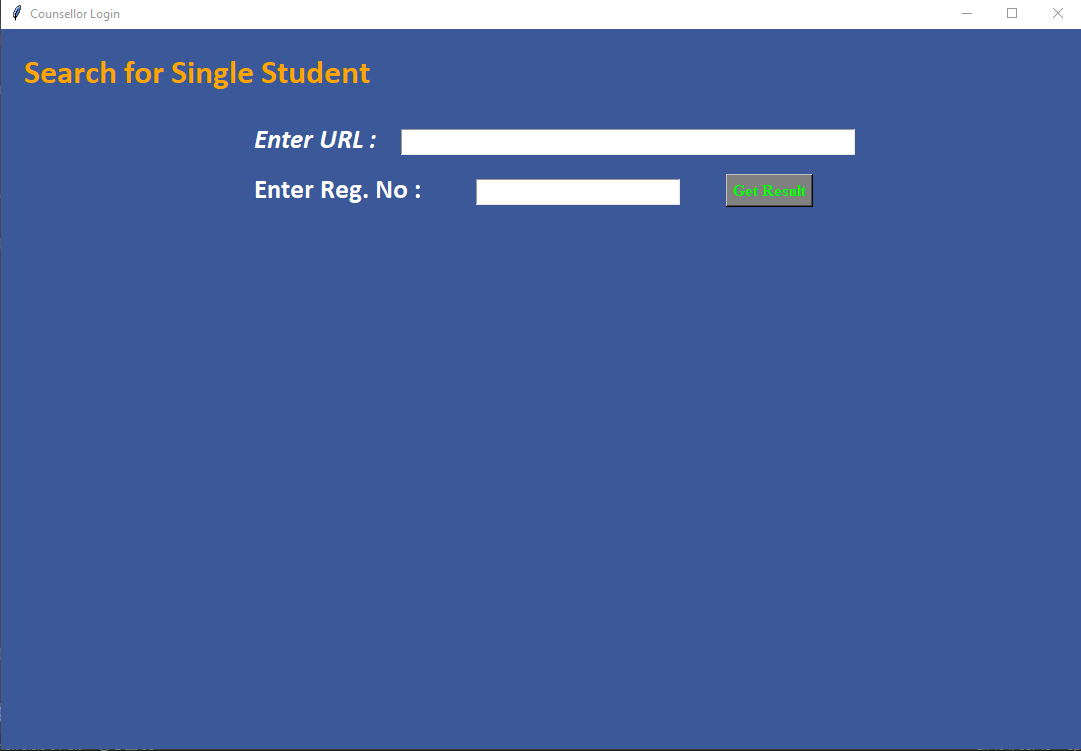 Counsellor Login
Search for Single Student
Enter URL :
Enter Reg. No :
Get Result